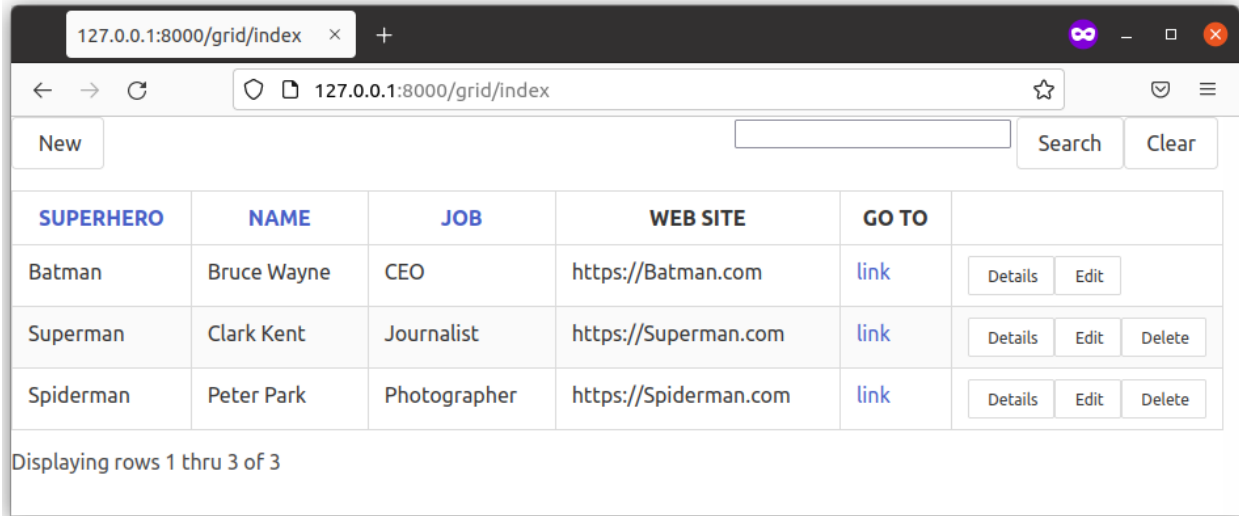 127.0.0.1:8000/grid/index
127.0.0.1:8000/grid/index
New Search Clear
SUPERHERO NAME JOB WEB SITE GO TO
Batman Bruce Wayne CEO https://Batman.com link Details Edit
Superman Clark Kent Journalist https://Superman.com link Details Edit Delete
Spiderman Peter Park Photographer https://Spiderman.com link Details Edit Delete
Displaying rows 1 thru 3 of 3